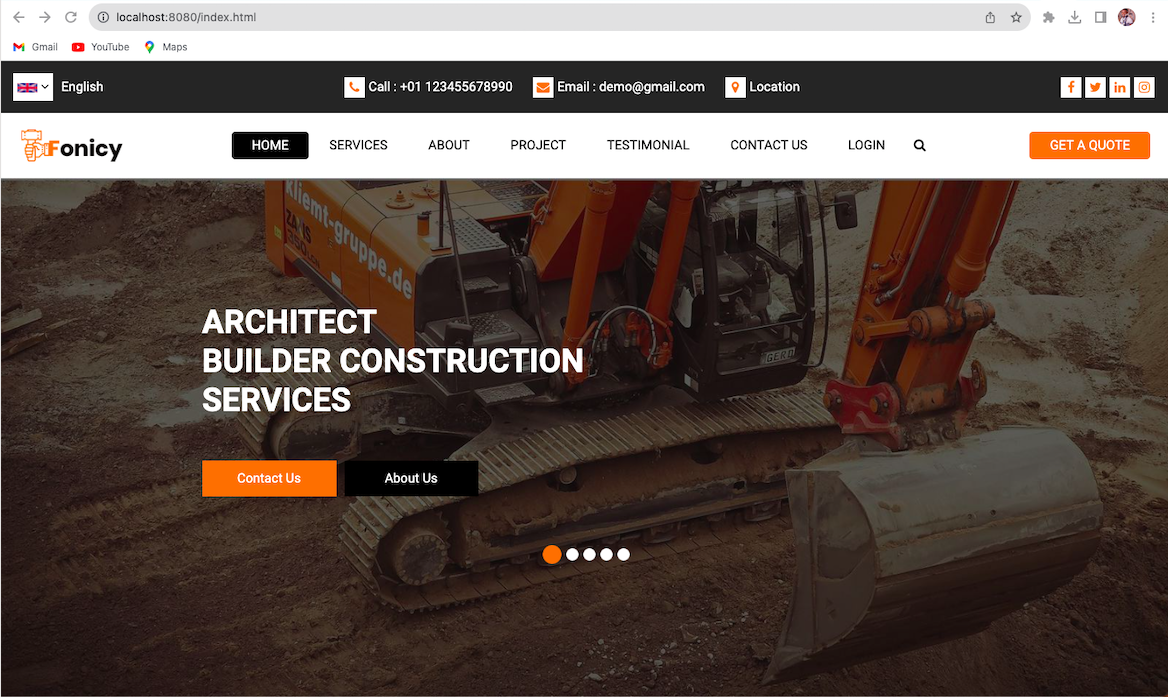 localhost:8080/index.html
Gmail YouTube Maps
English Call : +01 123455678990 Email : demo@gmail.com Location
Fonicy HOME SERVICES ABOUT PROJECT TESTIMONIAL CONTACT US LOGIN GET A QUOTE
kliemt-gruppe.de
ZAXIS
GERO
ARCHITECT
BUILDER CONSTRUCTION
SERVICES
Contact Us About Us